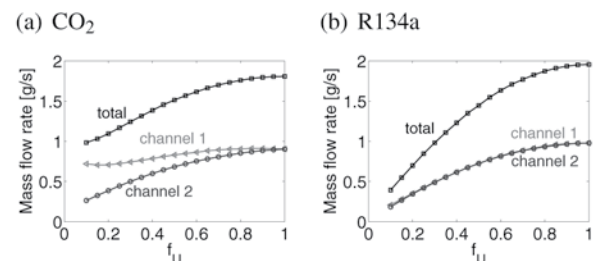 (a) CO₂
Mass flow rate [g/s]
2
1.5
1
0.5
0
total
channel 1
channel 2
0 0.2 0.4 0.6 0.8 1
f_U
(b) R134a
Mass flow rate [g/s]
2
1.5
1
0.5
0
total
channel 1
channel 2
0 0.2 0.4 0.6 0.8 1
f_U